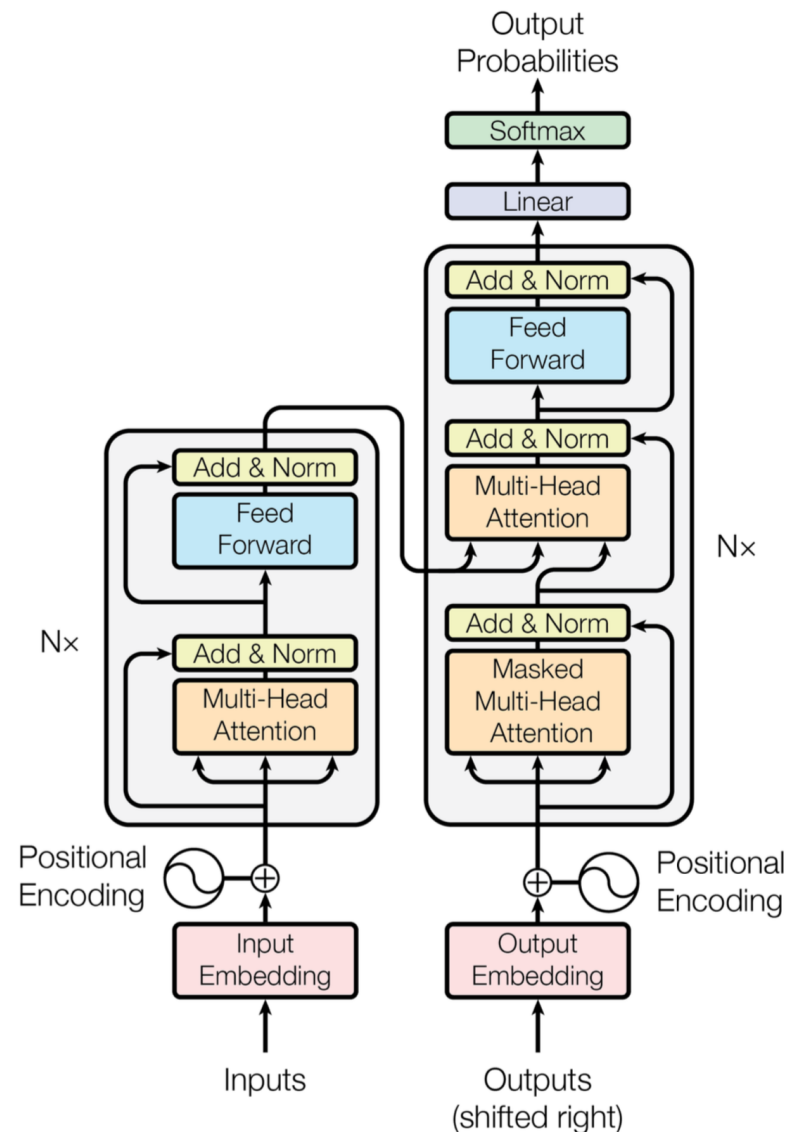 Output
Probabilities
Softmax
Linear
Add & Norm
Feed
Forward
Add & Norm
Multi-Head
Attention
Add & Norm
Masked
Multi-Head
Attention
Nx
Add & Norm
Feed
Forward
Add & Norm
Multi-Head
Attention
Nx
Positional
Encoding
Positional
Encoding
Input
Embedding
Output
Embedding
Inputs
Outputs
(shifted right)